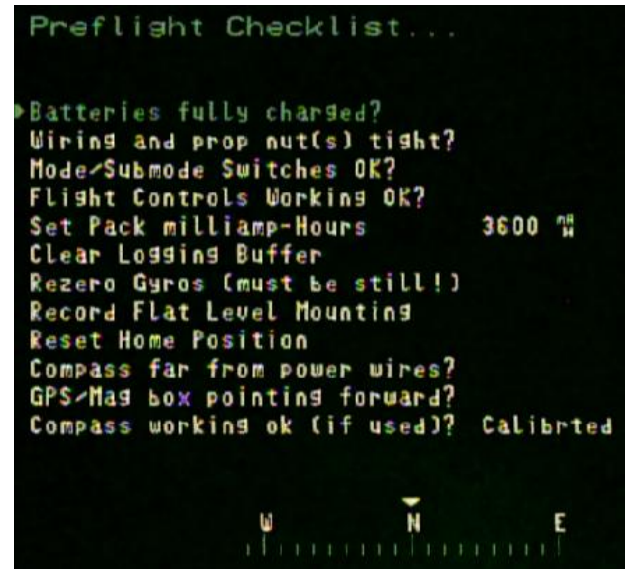 Preflight Checklist...
Batteries fully charged?
Wiring and prop nut(s) tight?
Mode/Submode Switches OK?
Flight Controls Working OK?
Set Pack milliamp-Hours 3600 mAH
Clear Logging Buffer
Rezero Gyros (must be still!)
Record Flat Level Mounting
Reset Home Position
Compass far from power wires?
GPS/Mag box pointing forward?
Compass working ok (if used)? Calibrted
W N E